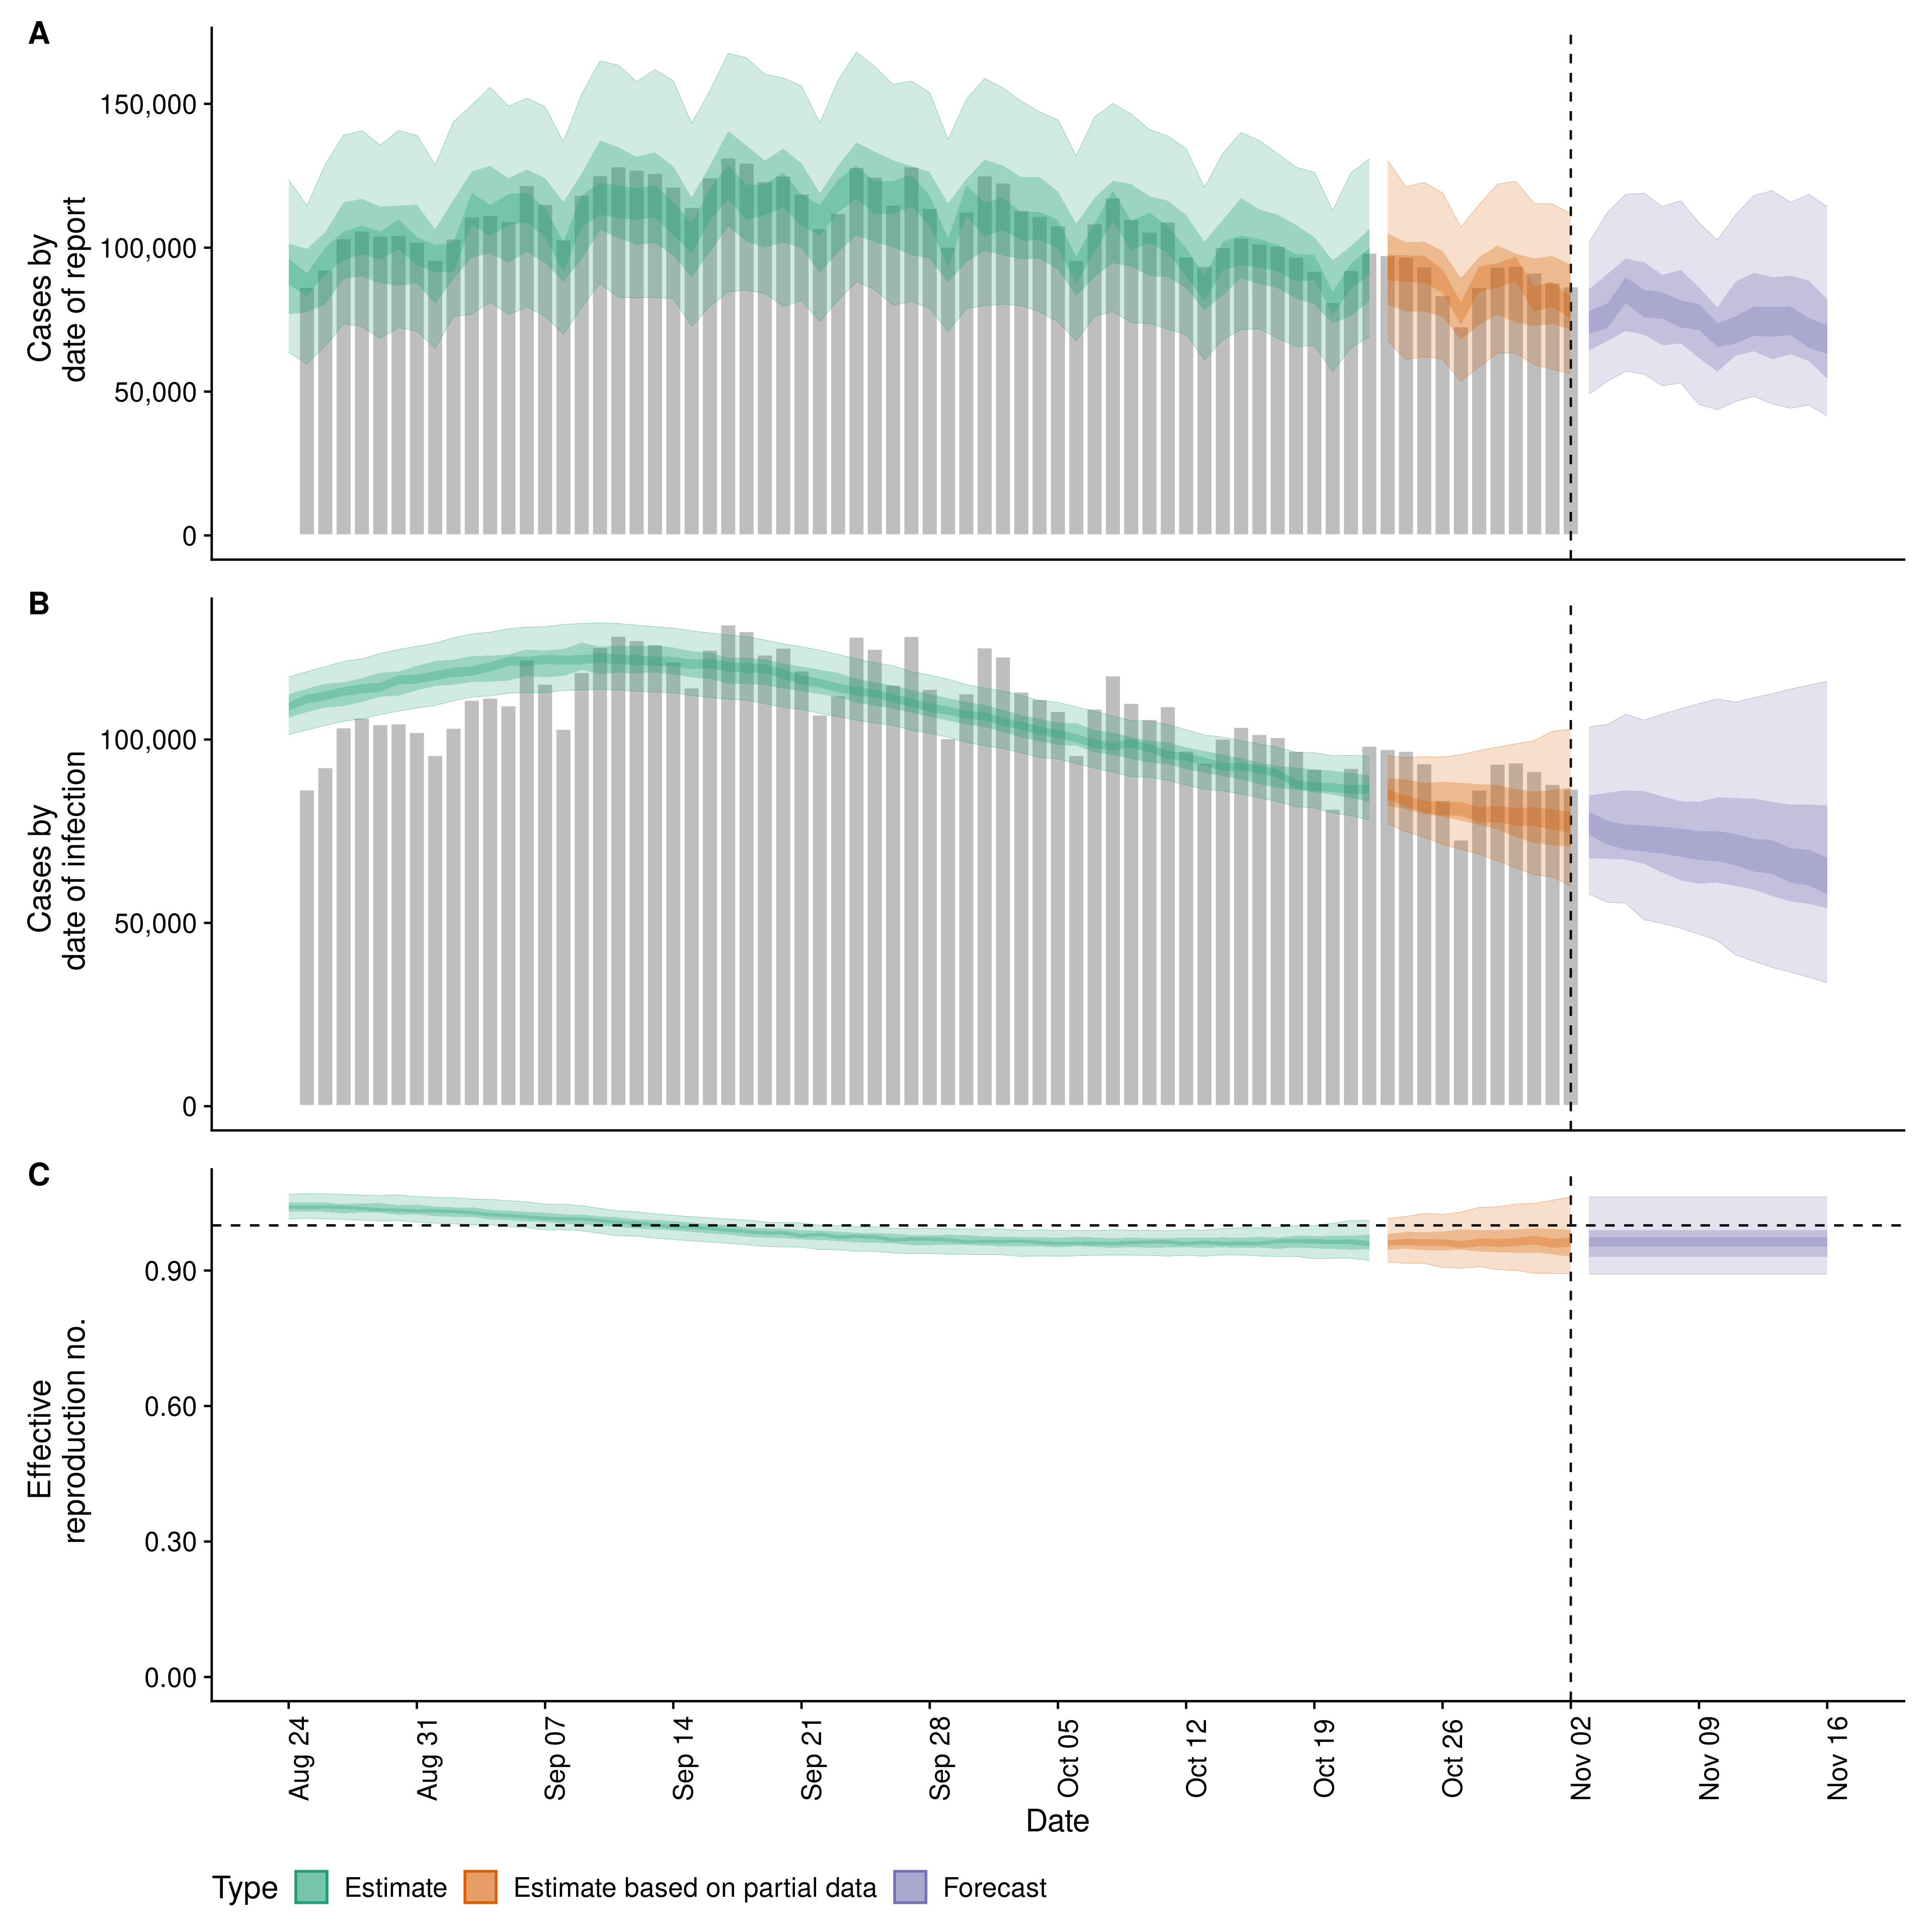 A
Cases by
date of report
150,000
100,000
50,000
0
B
Cases by
date of infection
100,000
50,000
0
C
Effective
reproduction no.
0.90
0.60
0.30
0.00
Aug 24
Aug 31
Sep 07
Sep 14
Sep 21
Sep 28
Oct 05
Oct 12
Oct 19
Oct 26
Nov 02
Nov 09
Nov 16
Date
Type Estimate Estimate based on partial data Forecast